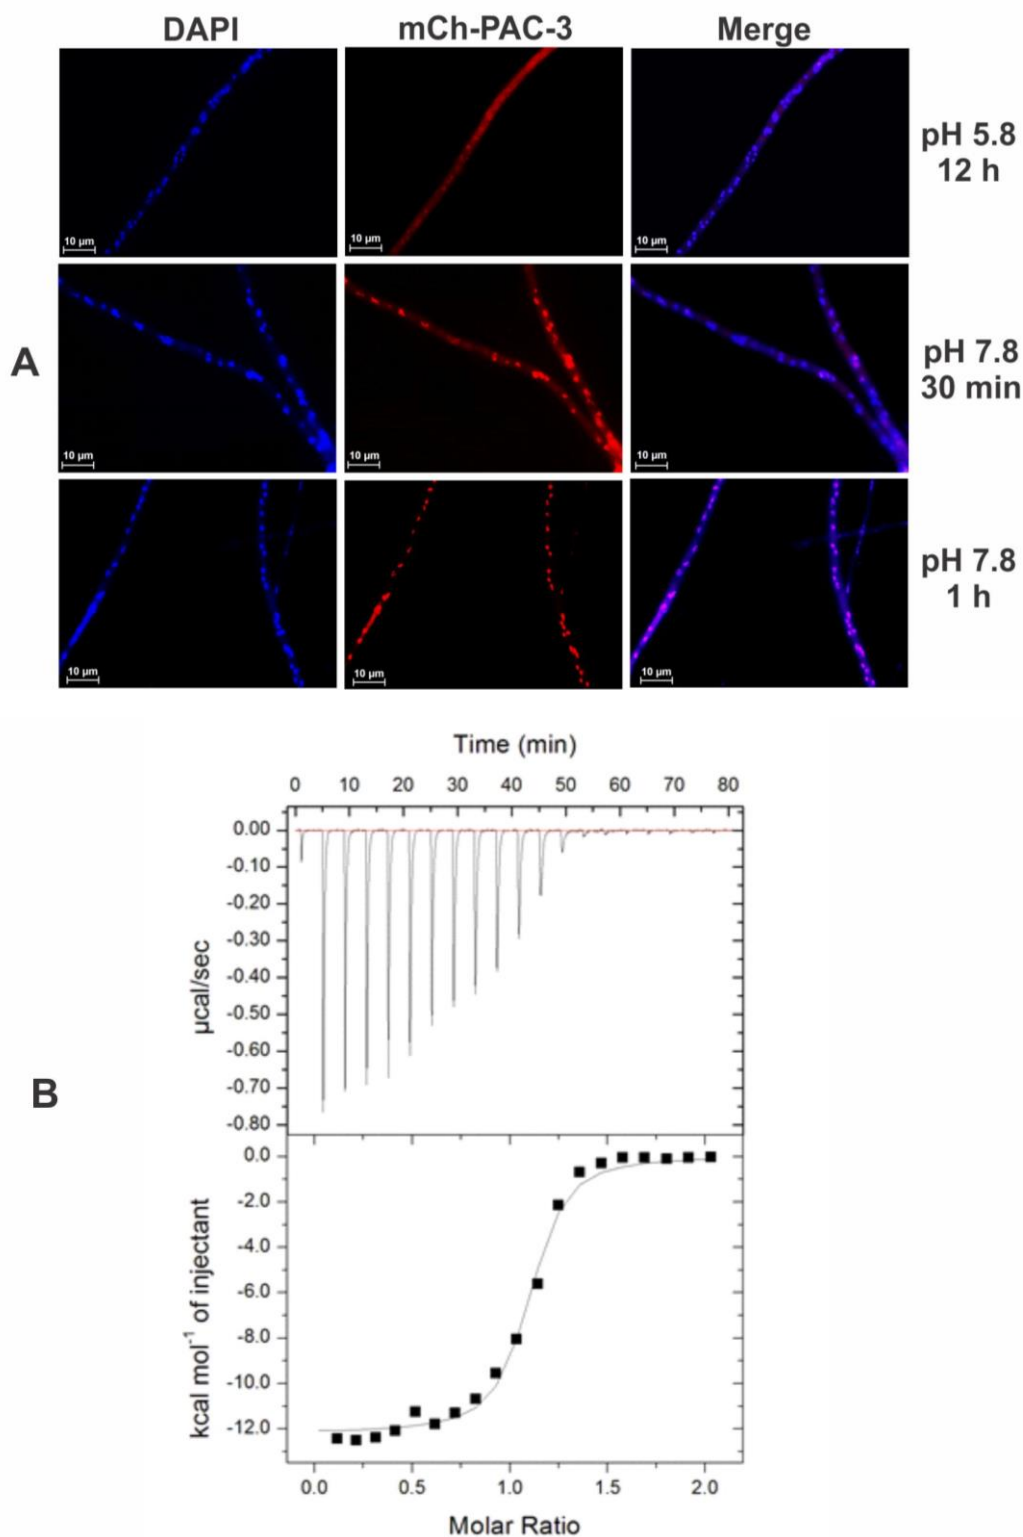 DAPI mCh-PAC-3 Merge
pH 5.8
12 h
10 µm 10 µm 10 µm
A
pH 7.8
30 min
10 µm 10 µm 10 µm
pH 7.8
1 h
10 µm 10 µm 10 µm
B
Time (min)
0 10 20 30 40 50 60 70 80
0.00
-0.10
-0.20
-0.30
-0.40
-0.50
-0.60
-0.70
-0.80
µcal/sec
0.0
-2.0
-4.0
-6.0
-8.0
-10.0
-12.0
kcal mol⁻¹ of injectant
0.0 0.5 1.0 1.5 2.0
Molar Ratio